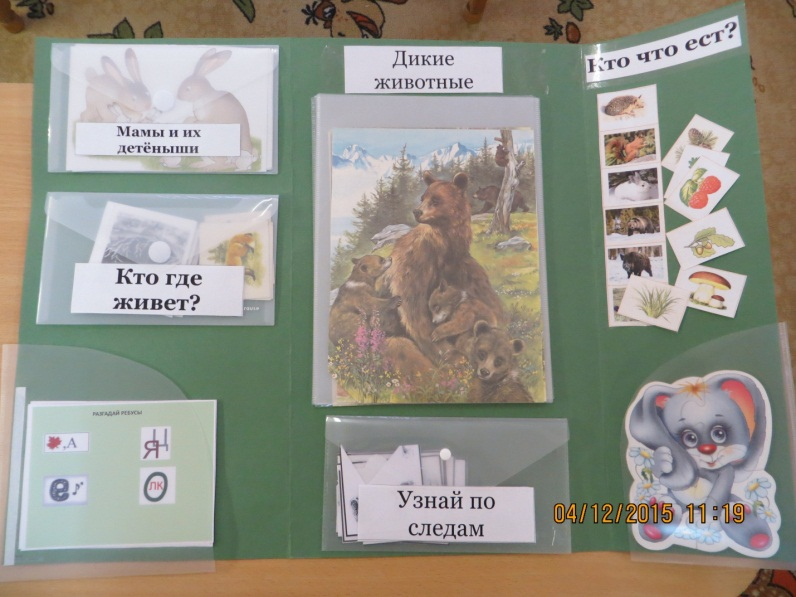 Мамы и их
детёныши
Кто где
живет?
РАЗГАДАЙ РЕБУСЫ
,А
ЛК
Дикие
животные
Узнай по
следам
Кто что ест?
04/12/2015 11:19